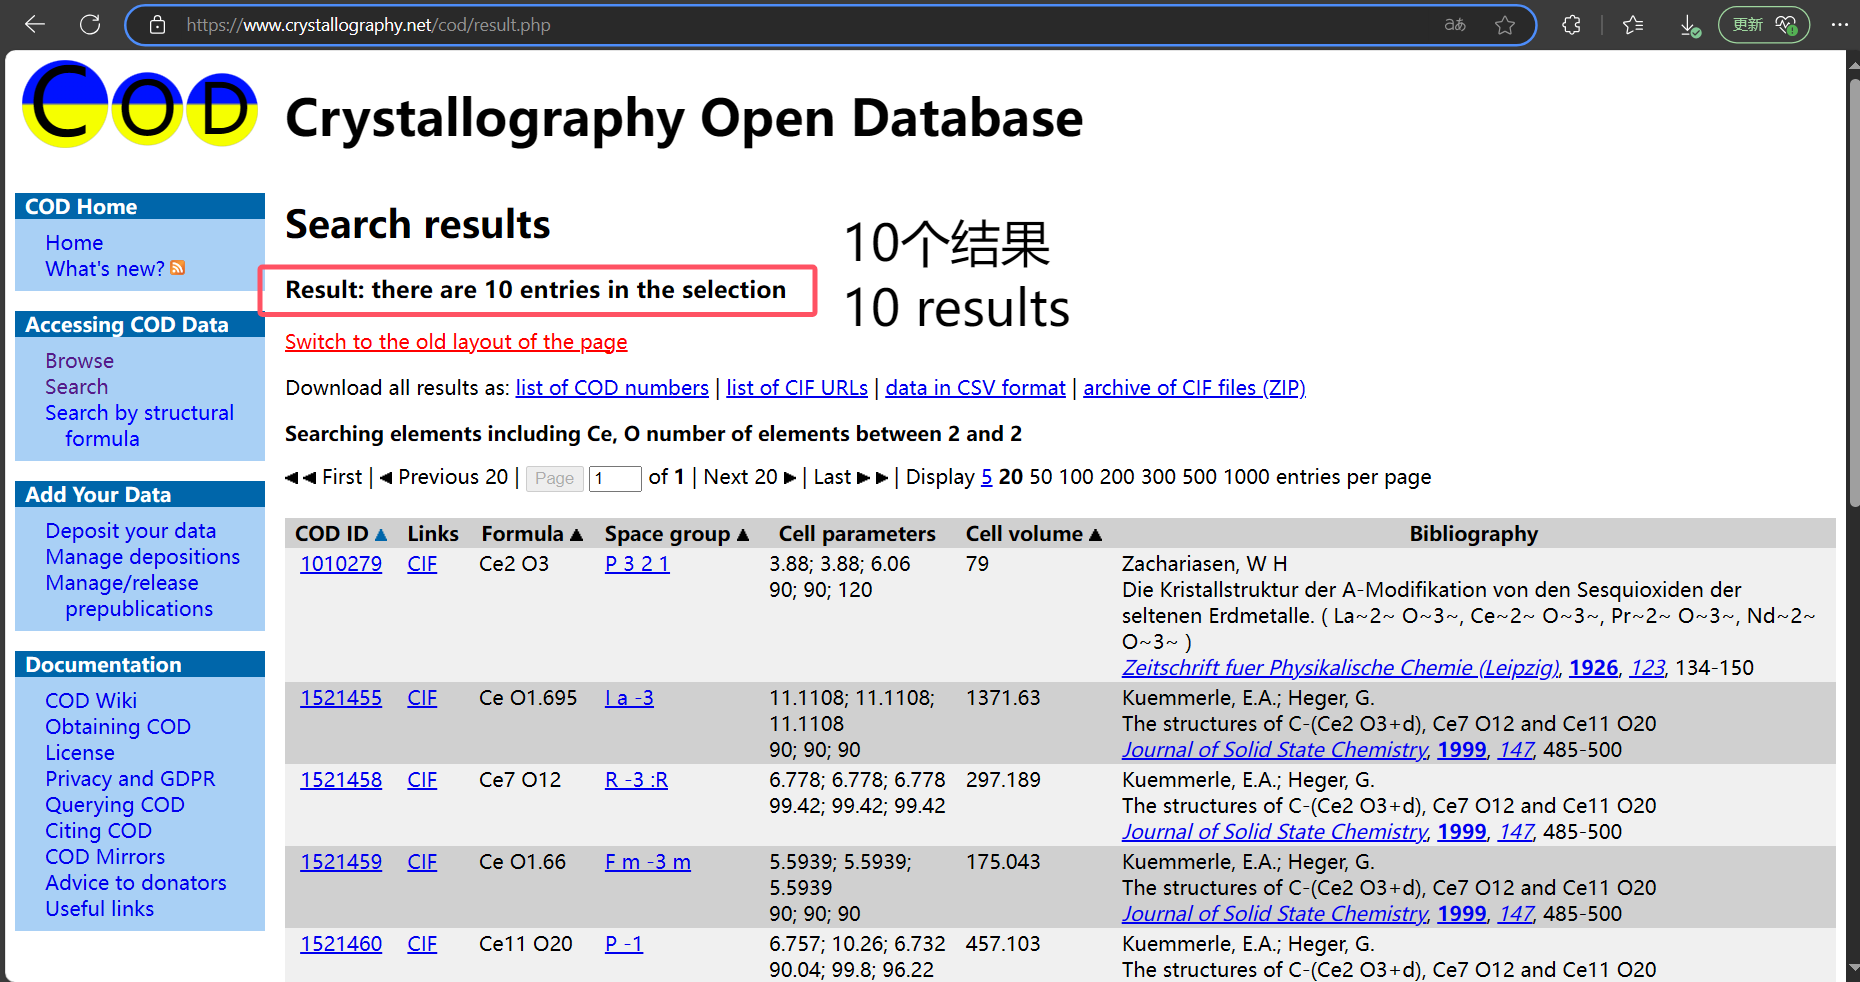 https://www.crystallography.net/cod/result.php
aあ
更新
COD
Crystallography Open Database
COD Home
Home
What's new?
Accessing COD Data
Browse
Search
Search by structural
formula
Add Your Data
Deposit your data
Manage depositions
Manage/release
prepublications
Documentation
COD Wiki
Obtaining COD
License
Privacy and GDPR
Querying COD
Citing COD
COD Mirrors
Advice to donators
Useful links
Search results
10个结果
10 results
Result: there are 10 entries in the selection
Switch to the old layout of the page
Download all results as: list of COD numbers | list of CIF URLs | data in CSV format | archive of CIF files (ZIP)
Searching elements including Ce, O number of elements between 2 and 2
◀◀ First | ◀ Previous 20 | Page 1 of 1 | Next 20 ▶ | Last ▶▶ | Display 5 20 50 100 200 300 500 1000 entries per page
COD ID ▲ Links Formula ▲ Space group ▲ Cell parameters Cell volume ▲ Bibliography
1010279 CIF Ce2 O3 P 3 2 1 3.88; 3.88; 6.06 79 Zachariasen, W H
90; 90; 120 Die Kristallstruktur der A-Modifikation von den Sesquioxiden der
seltenen Erdmetalle. ( La~2~ O~3~, Ce~2~ O~3~, Pr~2~ O~3~, Nd~2~
O~3~ )
Zeitschrift fuer Physikalische Chemie (Leipzig), 1926, 123, 134-150
1521455 CIF Ce O1.695 I a -3 11.1108; 11.1108; 1371.63 Kuemmerle, E.A.; Heger, G.
11.1108 The structures of C-(Ce2 O3+d), Ce7 O12 and Ce11 O20
90; 90; 90 Journal of Solid State Chemistry, 1999, 147, 485-500
1521458 CIF Ce7 O12 R -3 :R 6.778; 6.778; 6.778 297.189 Kuemmerle, E.A.; Heger, G.
99.42; 99.42; 99.42 The structures of C-(Ce2 O3+d), Ce7 O12 and Ce11 O20
Journal of Solid State Chemistry, 1999, 147, 485-500
1521459 CIF Ce O1.66 F m -3 m 5.5939; 5.5939; 175.043 Kuemmerle, E.A.; Heger, G.
5.5939 The structures of C-(Ce2 O3+d), Ce7 O12 and Ce11 O20
90; 90; 90 Journal of Solid State Chemistry, 1999, 147, 485-500
1521460 CIF Ce11 O20 P -1 6.757; 10.26; 6.732 457.103 Kuemmerle, E.A.; Heger, G.
90.04; 99.8; 96.22 The structures of C-(Ce2 O3+d), Ce7 O12 and Ce11 O20